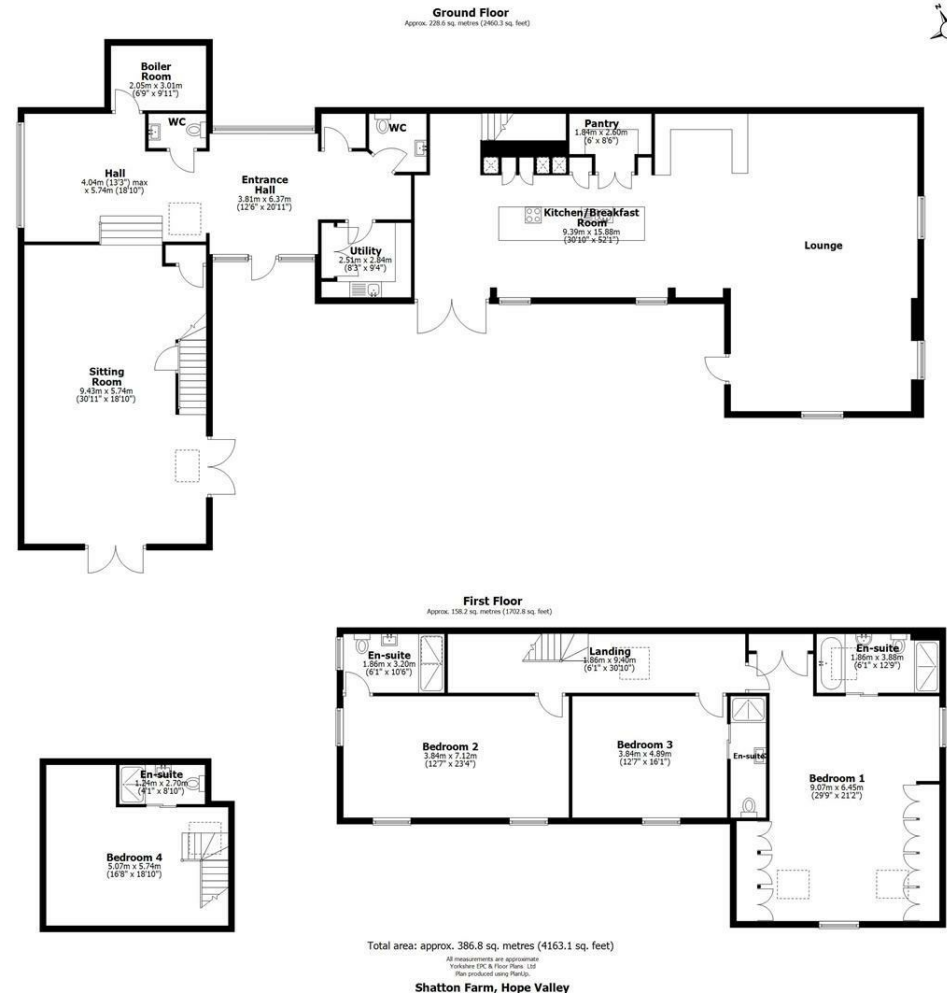 Ground Floor
Approx. 228.6 sq. metres (2460.3 sq. feet)
Boiler
Room
2.05m x 3.01m
(6'9" x 9'11")
WC
Hall
4.04m (13'3") max
x 5.74m (18'10")
Entrance
Hall
3.81m x 6.37m
(12'6" x 20'11")
WC
Utility
2.51m x 2.84m
(8'3" x 9'4")
Pantry
1.84m x 2.60m
(6' x 8'6")
Kitchen/Breakfast
Room
9.39m x 15.88m
(30'10" x 52'1")
Lounge
Sitting
Room
9.43m x 5.74m
(30'11" x 18'10")
First Floor
Approx. 158.2 sq. metres (1702.8 sq. feet)
En-suite
1.86m x 3.20m
(6'1" x 10'6")
Landing
1.86m x 9.40m
(6'1" x 30'10")
En-suite
1.86m x 3.88m
(6'1" x 12'9")
Bedroom 2
3.84m x 7.12m
(12'7" x 23'4")
Bedroom 3
3.84m x 4.89m
(12'7" x 16'1")
En-suite
Bedroom 1
9.07m x 6.45m
(29'9" x 21'2")
En-suite
1.24m x 2.70m
(4'1" x 8'10")
Bedroom 4
5.07m x 5.74m
(16'8" x 18'10")
Total area: approx. 386.8 sq. metres (4163.1 sq. feet)
All measurements are approximate
Yorkshire EPC & Floor Plans Ltd
Plan produced using PlanUp.
Shatton Farm, Hope Valley